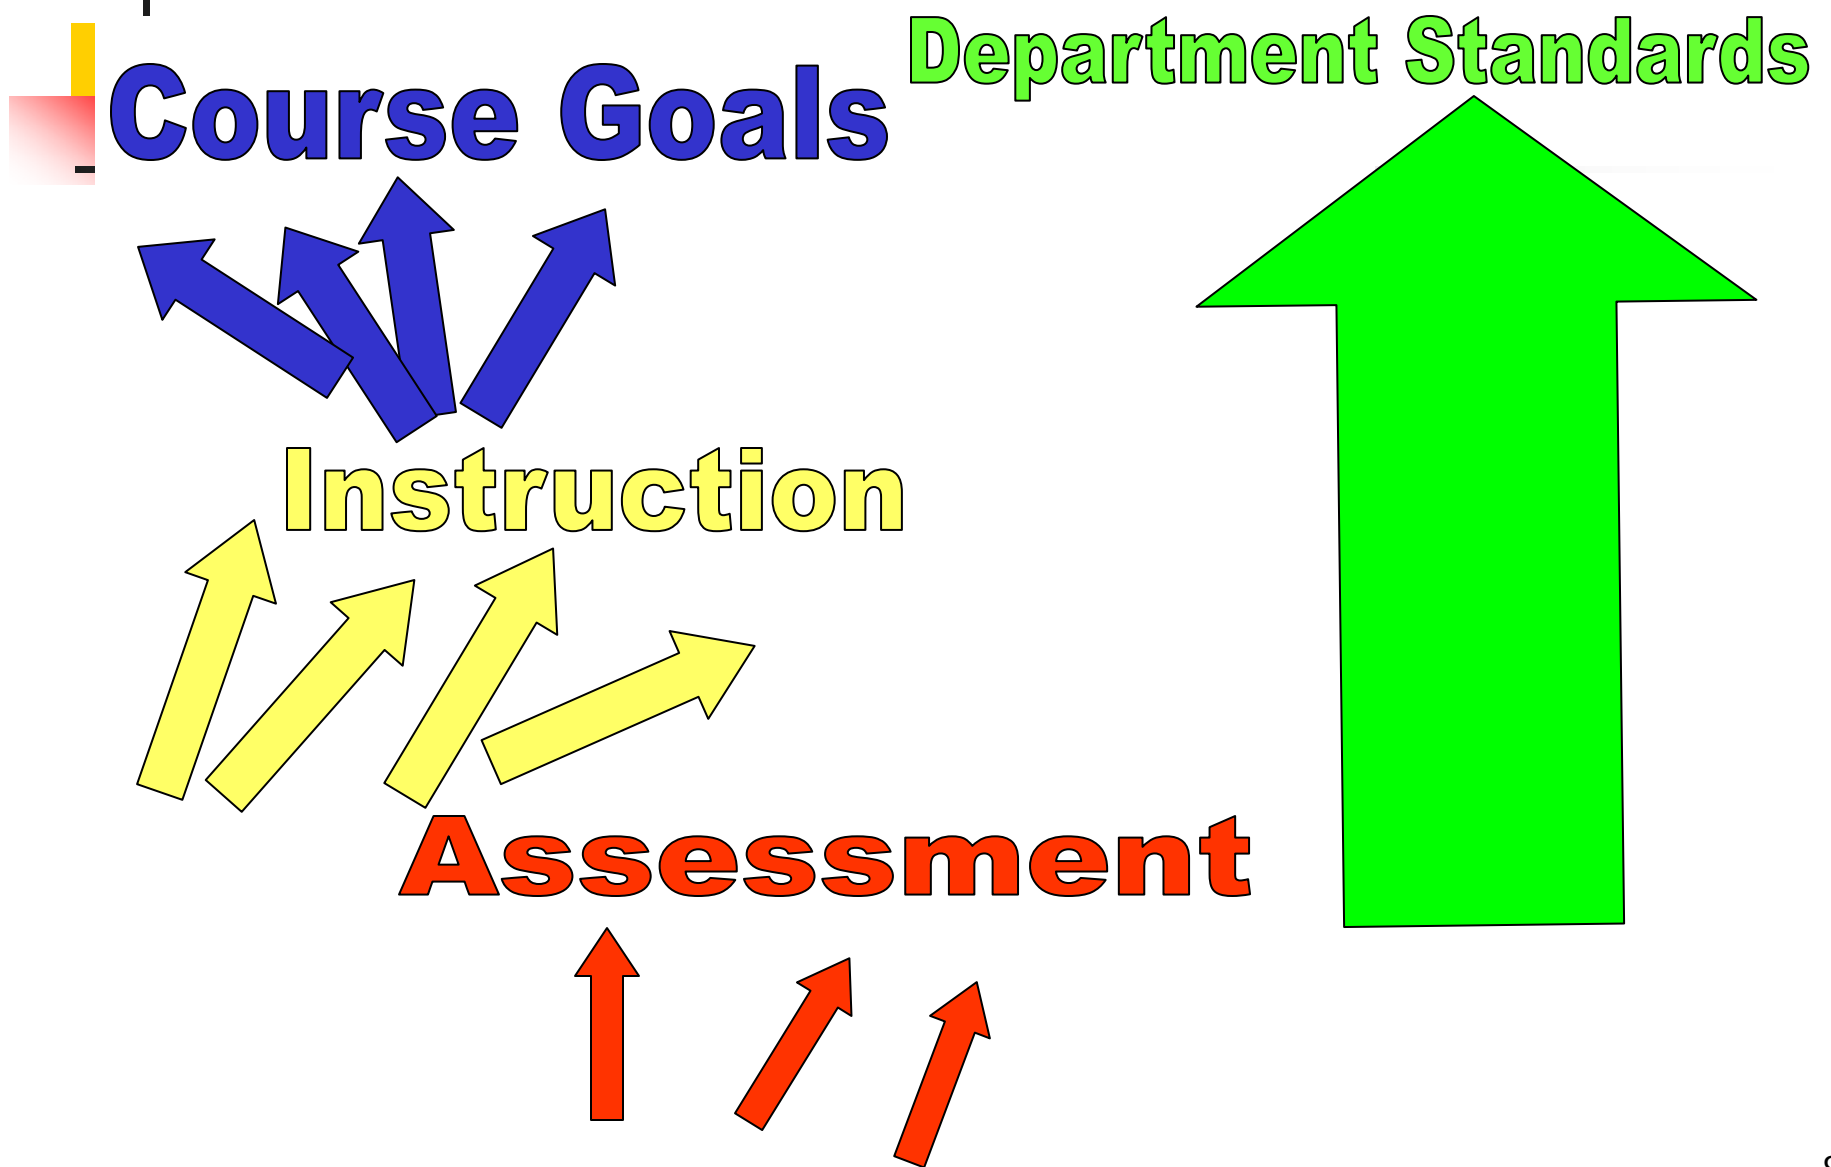 Department Standards
Course Goals
Instruction
Assessment